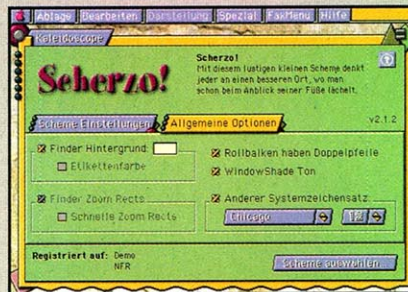 Ablage Bearbeiten Darstellung Spezial FaxMenu Hilfe
Kaleidoscope
Scherzo!
Scherzo!
Mit diesem lustigen kleinen Scheme denkt
jeder an einen besseren Ort, wo man
schon beim Anblick seiner Füße lächelt.
v2.1.2
Scheme Einstellungen
Allgemeine Optionen
Finder Hintergrund:
Etikettenfarbe
Finder Zoom Rects
Schnelle Zoom Rects
Rollbalken haben Doppelpfeile
WindowShade Ton
Anderer Systemzeichensatz:
Chicago 12
Registriert auf: Demo
NFR
Scheme auswählen